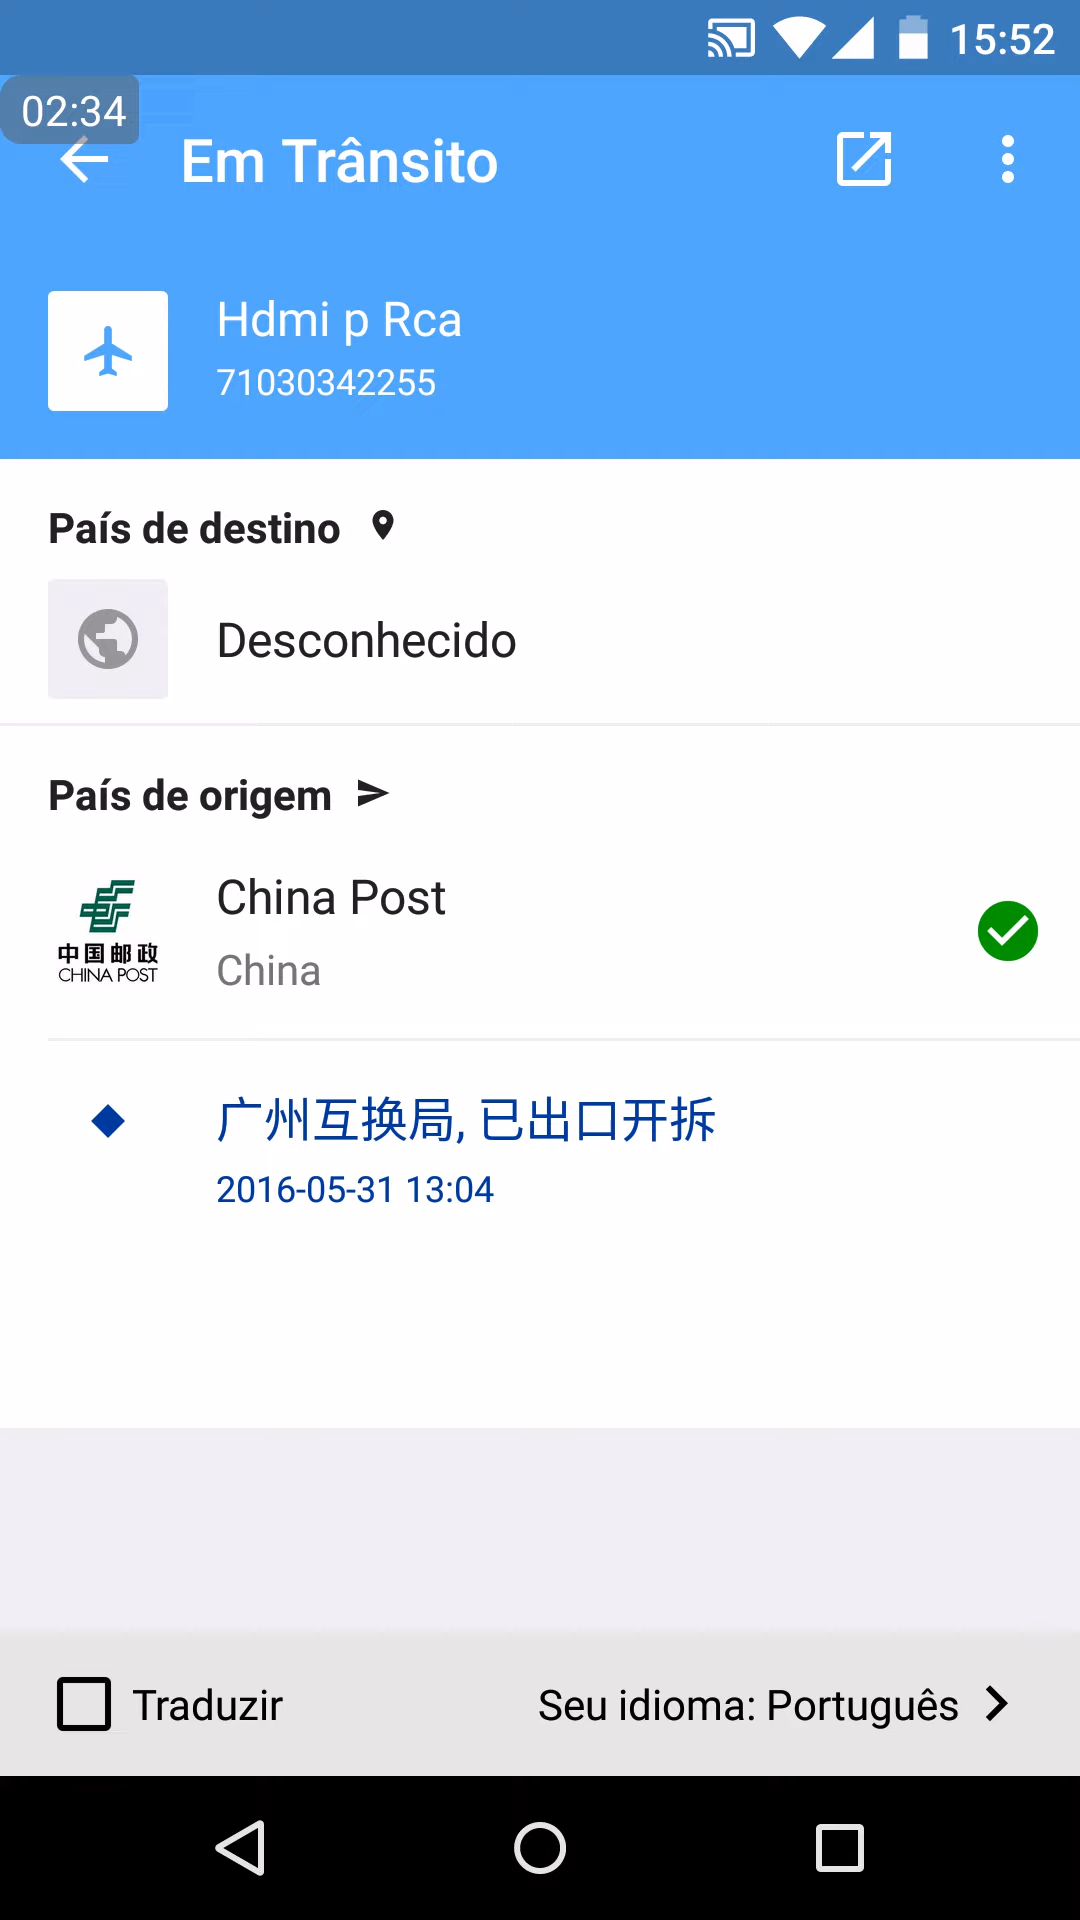 15:52
02:34
Em Trânsito
Hdmi p Rca
71030342255
País de destino
Desconhecido
País de origem
China Post
中国邮政
CHINA POST
China
广州互换局, 已出口开拆
2016-05-31 13:04
Traduzir
Seu idioma: Português